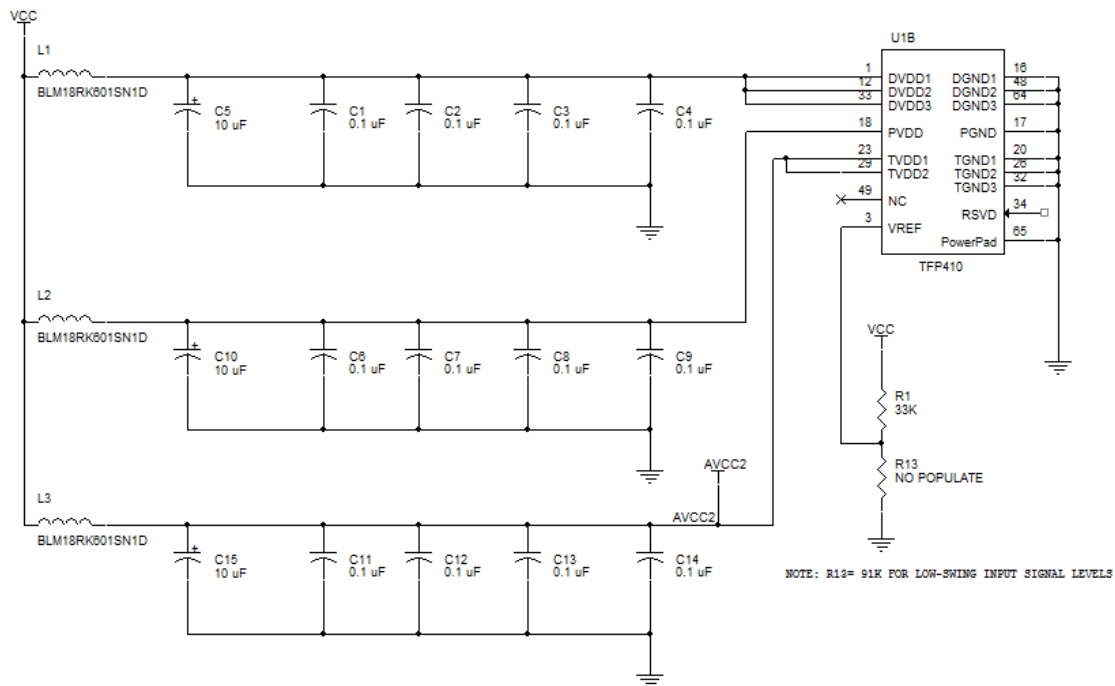 VCC
L1
BLM18RK601SN1D
C5
10 uF
C1
0.1 uF
C2
0.1 uF
C3
0.1 uF
C4
0.1 uF
U1B
1
12
33
18
23
29
49
3
DVDD1
DVDD2
DVDD3
PVDD
TVDD1
TVDD2
NC
VREF
DGND1
DGND2
DGND3
PGND
TGND1
TGND2
TGND3
RSVD
PowerPad
16
48
64
17
20
26
32
34
65
TFP410
L2
BLM18RK601SN1D
C10
10 uF
C6
0.1 uF
C7
0.1 uF
C8
0.1 uF
C9
0.1 uF
VCC
R1
33K
R13
NO POPULATE
L3
BLM18RK601SN1D
AVCC2
AVCC2
C15
10 uF
C11
0.1 uF
C12
0.1 uF
C13
0.1 uF
C14
0.1 uF
NOTE: R13= 91K FOR LOW-SWING INPUT SIGNAL LEVELS